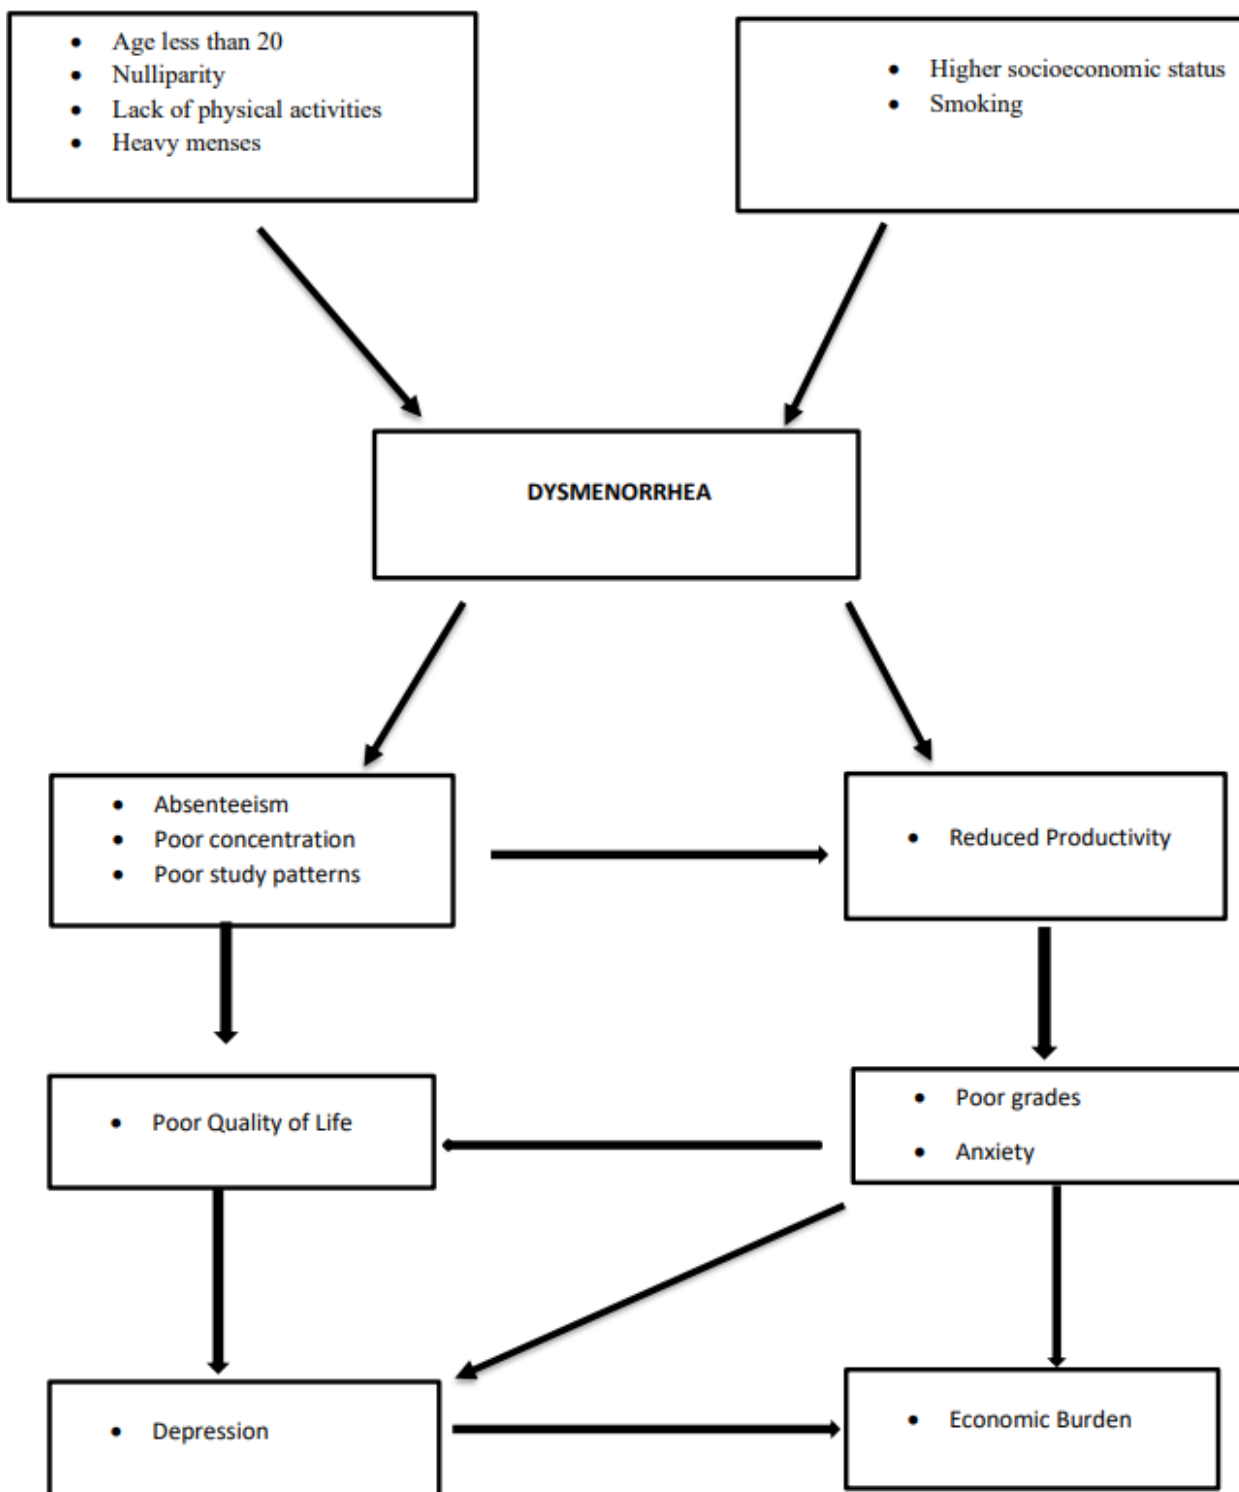 • Age less than 20
• Nulliparity
• Lack of physical activities
• Heavy menses
• Higher socioeconomic status
• Smoking
DYSMENORRHEA
• Absenteeism
• Poor concentration
• Poor study patterns
• Reduced Productivity
• Poor Quality of Life
• Poor grades
• Anxiety
• Depression
• Economic Burden